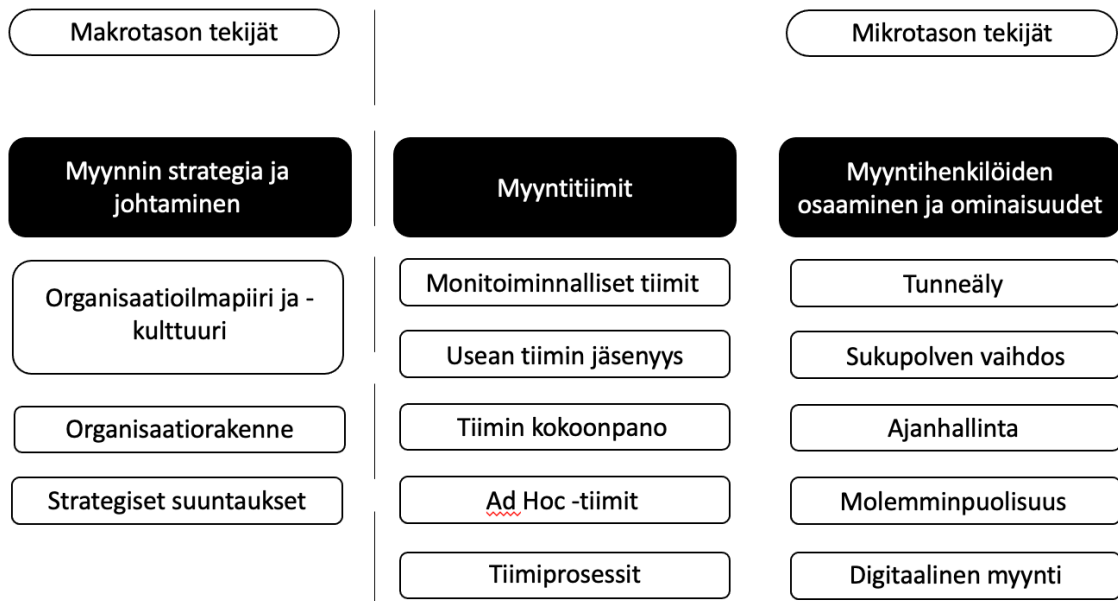 Makrotason tekijät
Mikrotason tekijät
Myynnin strategia ja
johtaminen
Myyntitiimit
Myyntihenkilöiden
osaaminen ja ominaisuudet
Organisaatioilmapiiri ja -
kulttuuri
Organisaatiorakenne
Strategiset suuntaukset
Monitoiminnalliset tiimit
Usean tiimin jäsenyys
Tiimin kokoonpano
Ad Hoc -tiimit
Tiimiprosessit
Tunneäly
Sukupolven vaihdos
Ajanhallinta
Molemminpuolisuus
Digitaalinen myynti